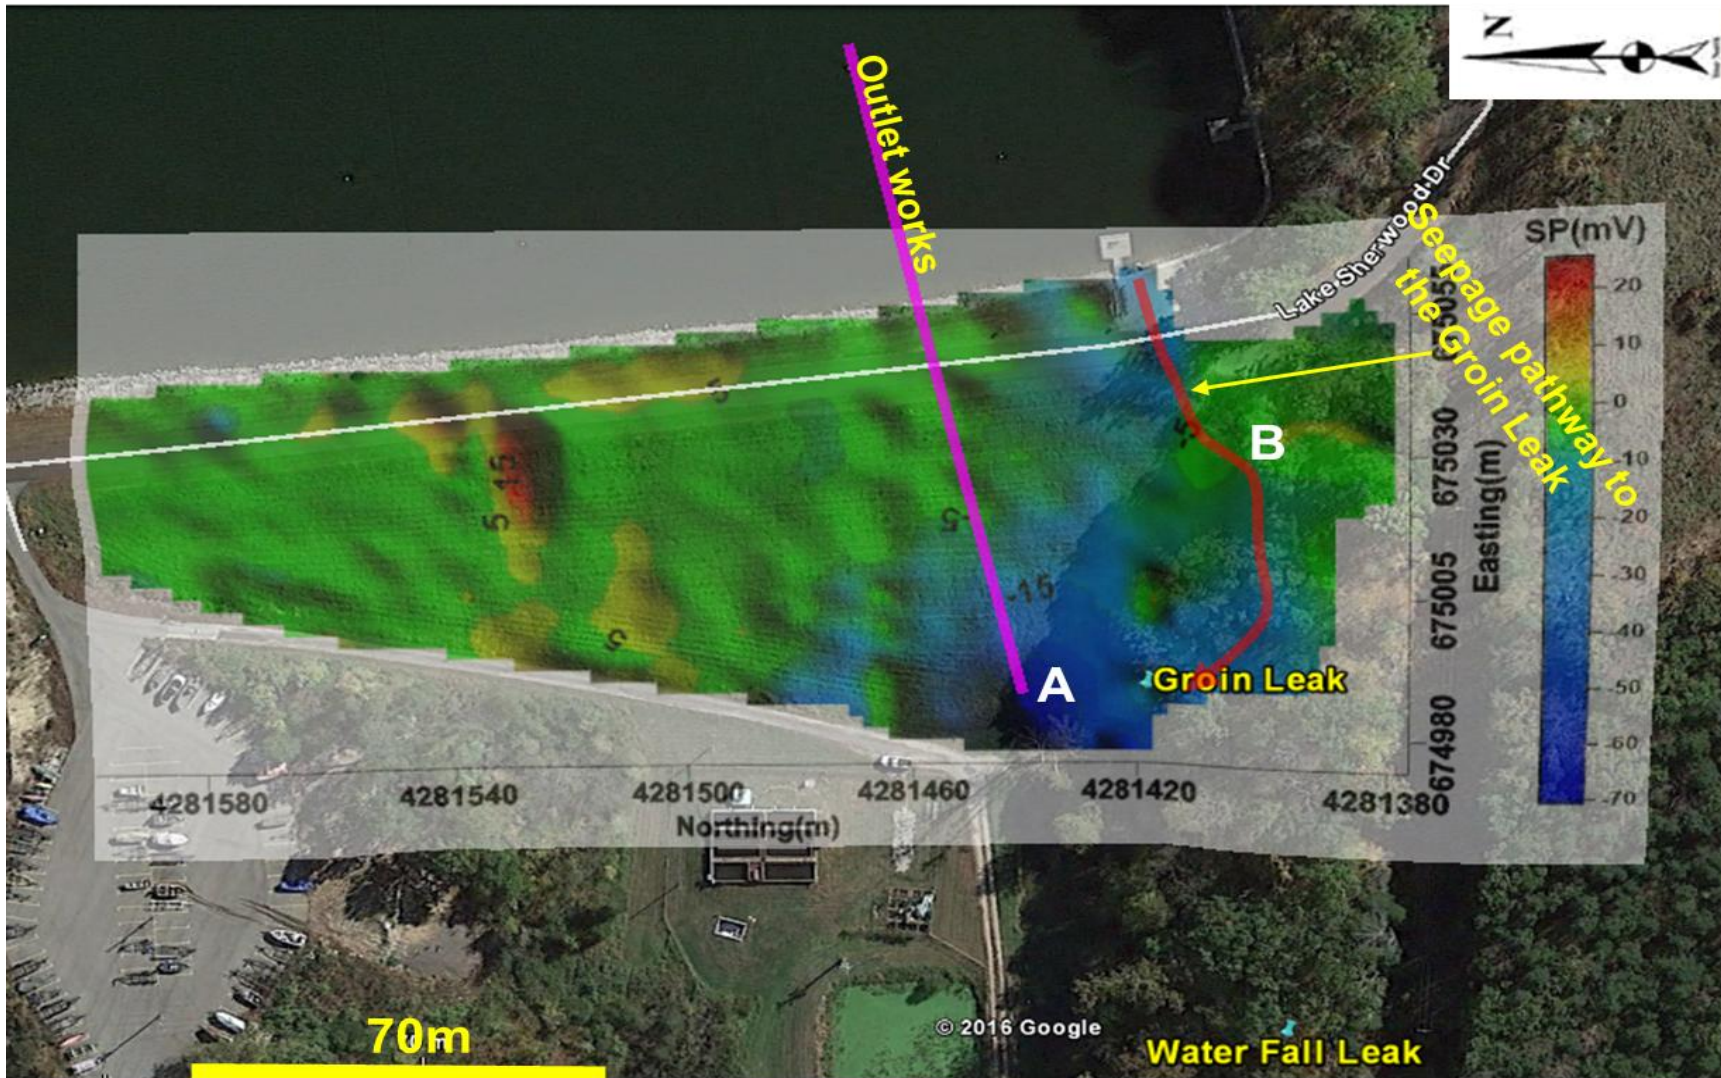 N
Outlet works
Lake Sherwood Dr
Seepage pathway to
the Groin Leak
SP(mV)
20
10
0
-10
-20
-30
-40
-50
-60
-70
675055
675030
675005
674980
Easting(m)
5
15
5
-5
-5
B
-15
5
A
Groin Leak
4281580
4281540
4281500
4281460
4281420
4281380
Northing(m)
© 2016 Google
70m
Water Fall Leak